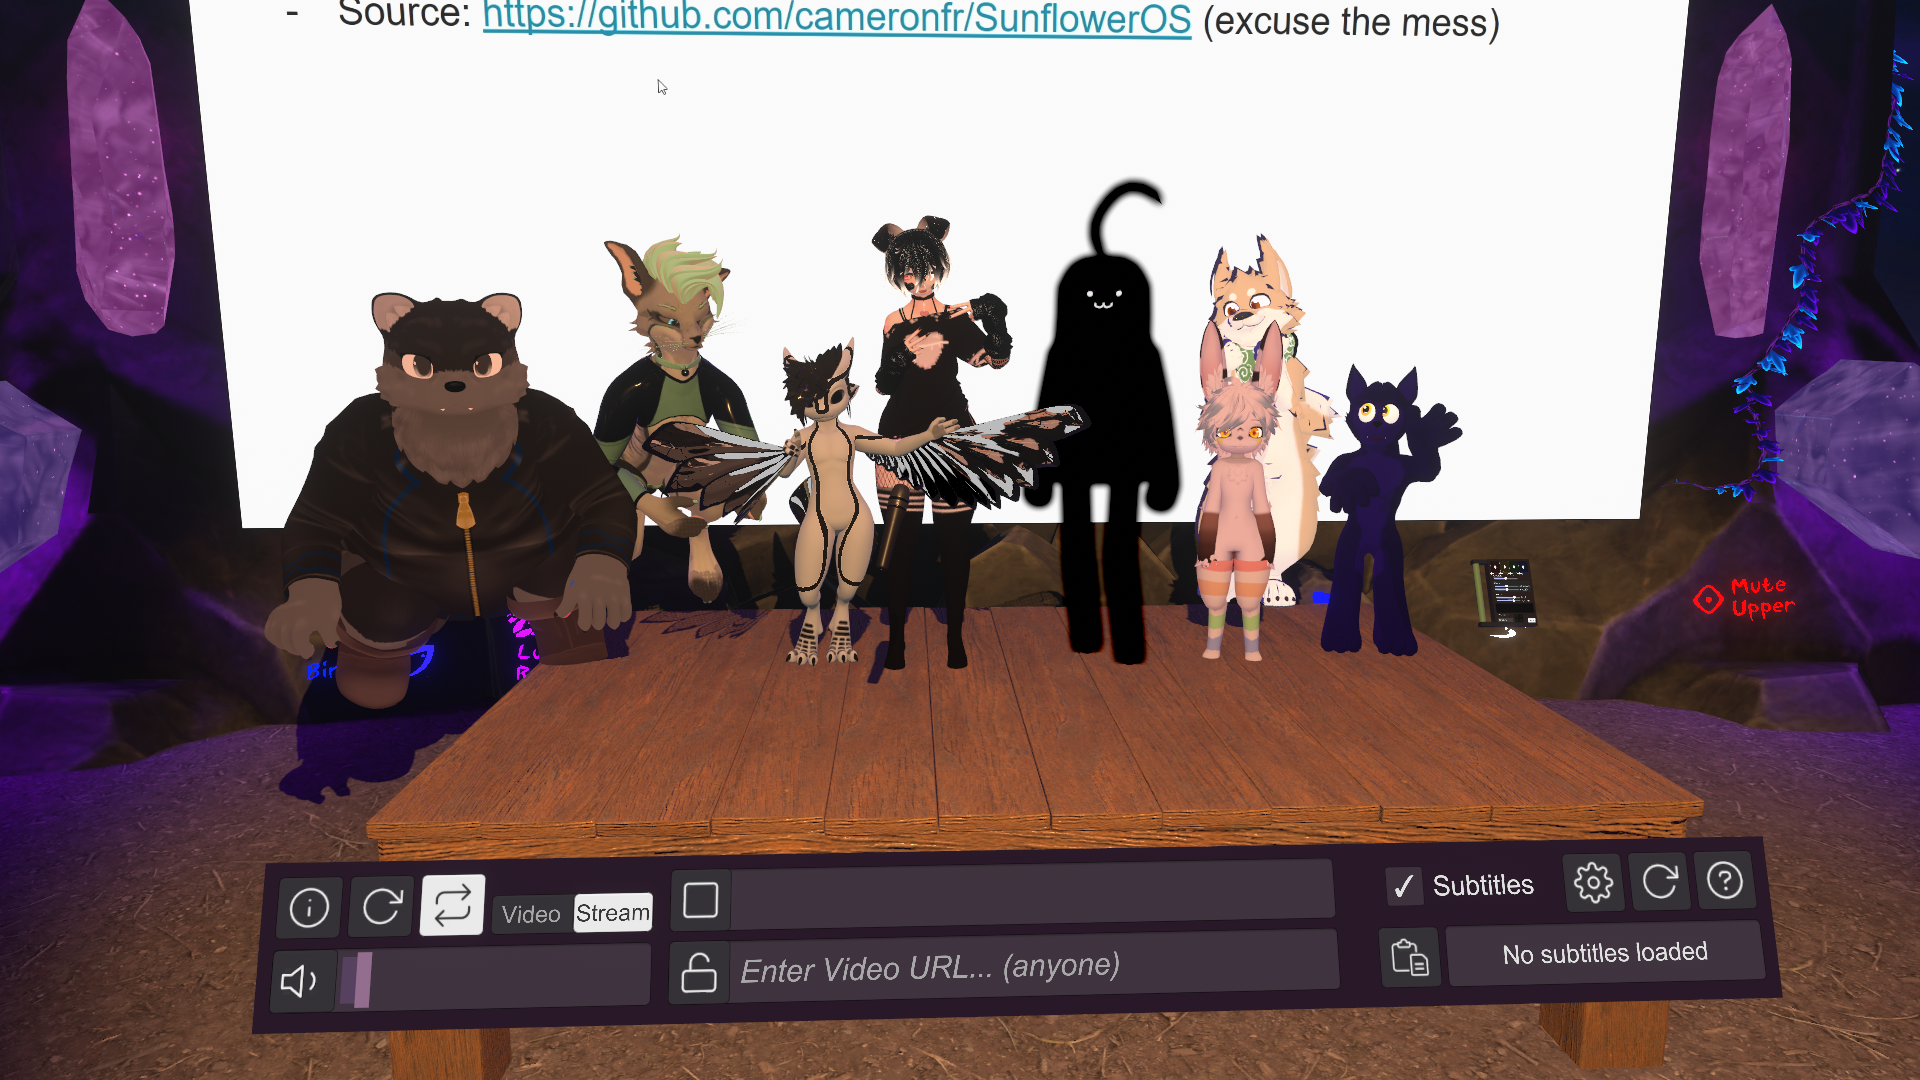 - Source: https://github.com/cameronfr/SunflowerOS (excuse the mess)
Mute
Upper
Video
Stream
Subtitles
Enter Video URL... (anyone)
No subtitles loaded